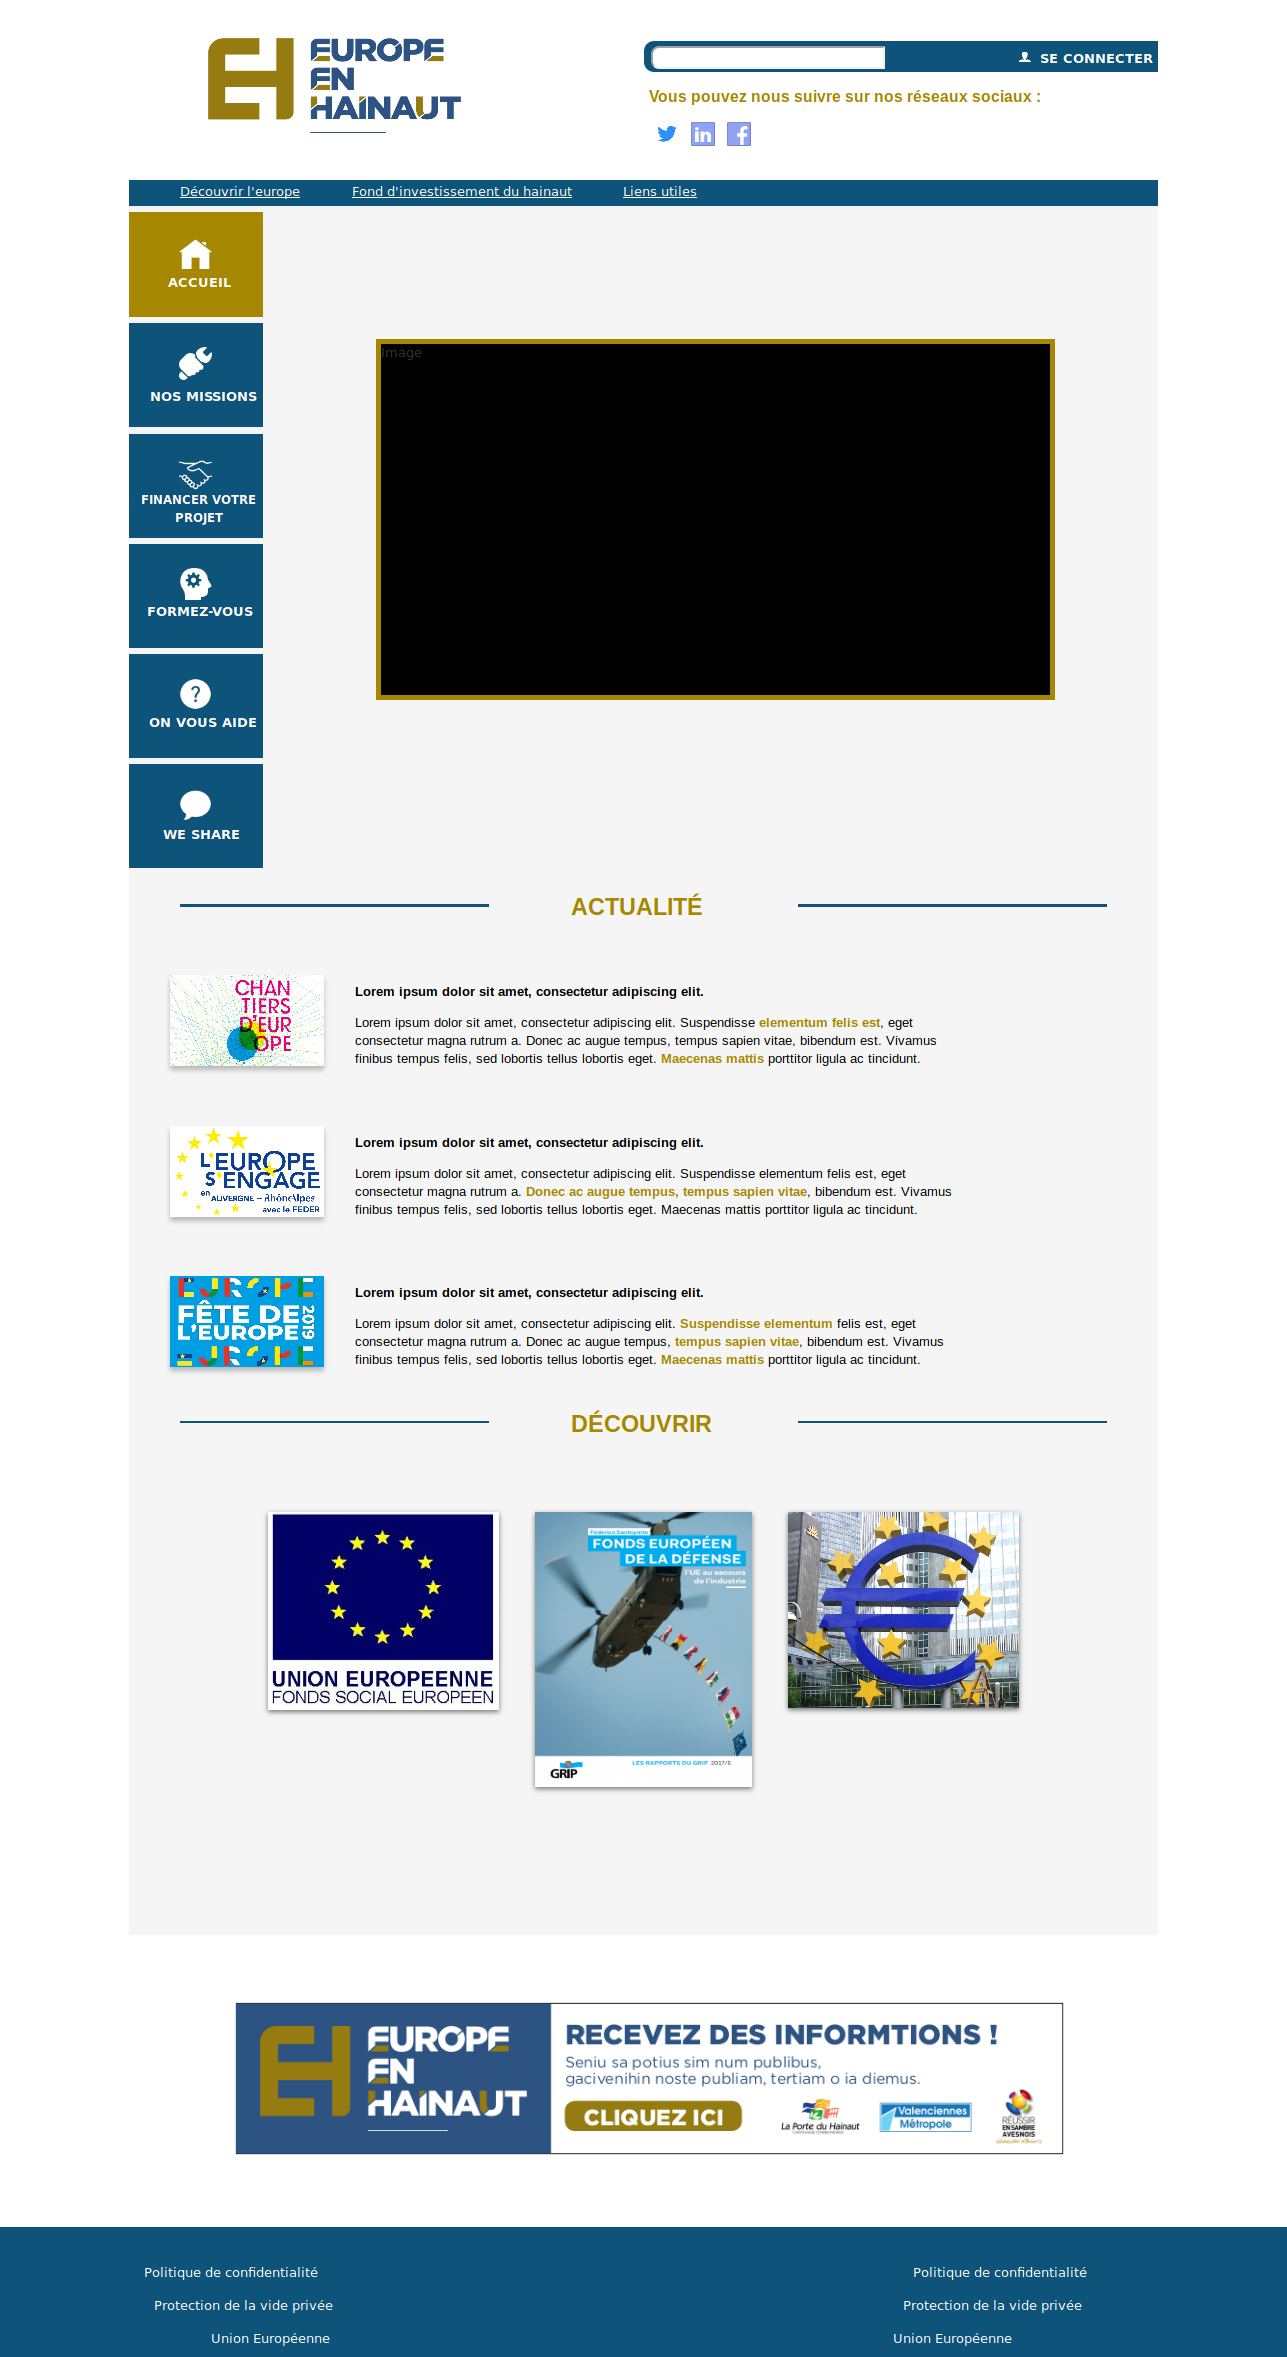 EUROPE
EN
HAINAUT
SE CONNECTER
Vous pouvez nous suivre sur nos réseaux sociaux :
Découvrir l'europe
Fond d'investissement du hainaut
Liens utiles
ACCUEIL
NOS MISSIONS
FINANCER VOTRE
PROJET
FORMEZ-VOUS
ON VOUS AIDE
WE SHARE
Image
ACTUALITÉ
CHAN
TIERS
D'EUR
OPE
Lorem ipsum dolor sit amet, consectetur adipiscing elit.
Lorem ipsum dolor sit amet, consectetur adipiscing elit. Suspendisse elementum felis est, eget
consectetur magna rutrum a. Donec ac augue tempus, tempus sapien vitae, bibendum est. Vivamus
finibus tempus felis, sed lobortis tellus lobortis eget. Maecenas mattis porttitor ligula ac tincidunt.
L'EUROPE
S'ENGAGE
en AUVERGNE - RhôneAlpes
avec le FEDER
Lorem ipsum dolor sit amet, consectetur adipiscing elit.
Lorem ipsum dolor sit amet, consectetur adipiscing elit. Suspendisse elementum felis est, eget
consectetur magna rutrum a. Donec ac augue tempus, tempus sapien vitae, bibendum est. Vivamus
finibus tempus felis, sed lobortis tellus lobortis eget. Maecenas mattis porttitor ligula ac tincidunt.
EUROPE
FÊTE DE
L'EUROPE
2019
EUROPE
Lorem ipsum dolor sit amet, consectetur adipiscing elit.
Lorem ipsum dolor sit amet, consectetur adipiscing elit. Suspendisse elementum felis est, eget
consectetur magna rutrum a. Donec ac augue tempus, tempus sapien vitae, bibendum est. Vivamus
finibus tempus felis, sed lobortis tellus lobortis eget. Maecenas mattis porttitor ligula ac tincidunt.
DÉCOUVRIR
UNION EUROPEENNE
FONDS SOCIAL EUROPEEN
Federico Santopinto
FONDS EUROPÉEN
DE LA DÉFENSE
l'UE au secours
de l'industrie
GRIP
LES RAPPORTS DU GRIP 2017/5
EUROPE
EN
HAINAUT
RECEVEZ DES INFORMTIONS !
Seniu sa potius sim num publibus,
gacivenihin noste publiam, tertiam o ia diemus.
CLIQUEZ ICI
La Porte du Hainaut
Valenciennes
Métropole
RÉUSSIR
EN SAMBRE
AVESNOIS
Politique de confidentialité
Protection de la vide privée
Union Européenne
Politique de confidentialité
Protection de la vide privée
Union Européenne